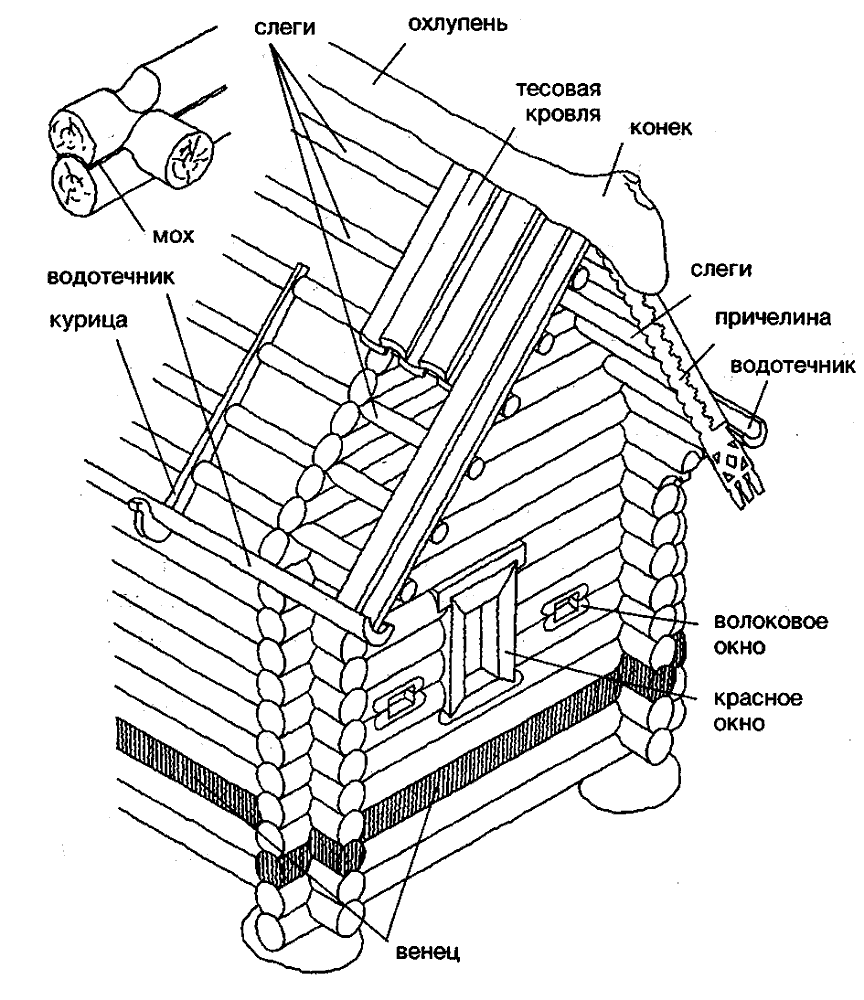 слеги
охлупень
тесовая
кровля
конек
мох
водотечник
курица
слеги
причелина
водотечник
волоковое
окно
красное
окно
венец